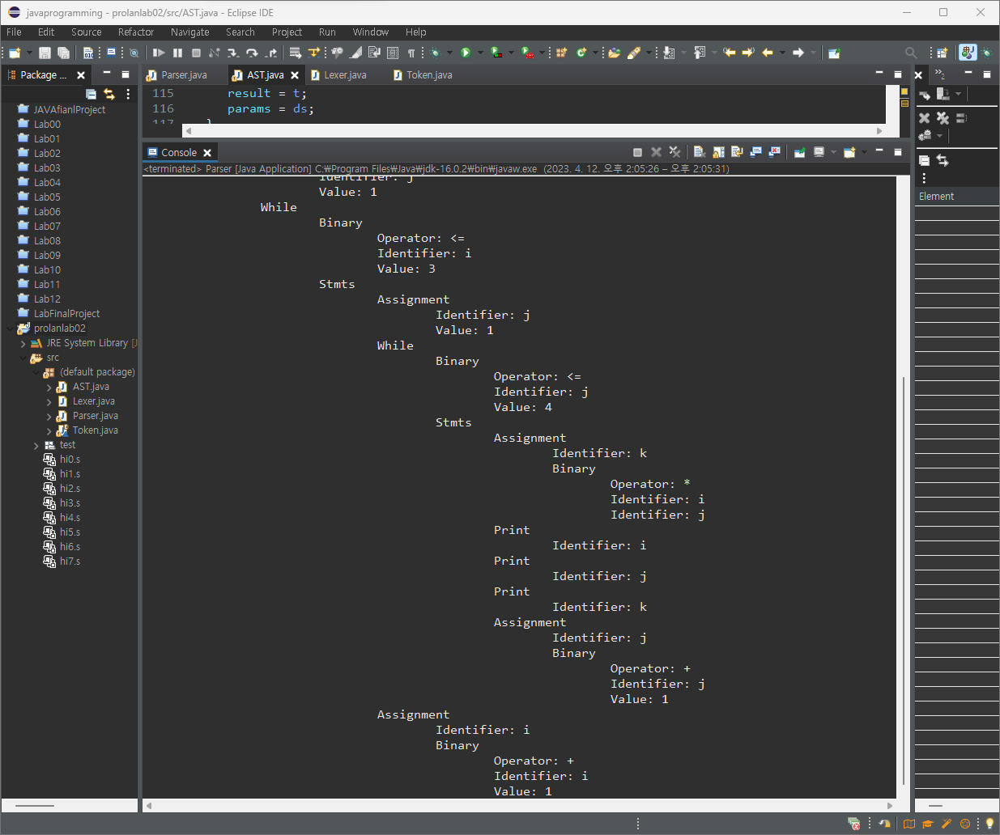 javaprogramming - prolanlab02/src/AST.java - Eclipse IDE
File Edit Source Refactor Navigate Search Project Run Window Help
Package ...
Parser.java AST.java Lexer.java Token.java
115 result = t;
116 params = ds;
117 }
JAVAfianlProject
Lab00
Lab01
Lab02
Lab03
Lab04
Lab05
Lab06
Lab07
Lab08
Lab09
Lab10
Lab11
Lab12
LabFinalProject
prolanlab02
JRE System Library [J
src
(default package)
AST.java
Lexer.java
Parser.java
Token.java
test
hi0.s
hi1.s
hi2.s
hi3.s
hi4.s
hi5.s
hi6.s
hi7.s
Console
<terminated> Parser [Java Application] C:₩Program Files₩Java₩jdk-16.0.2₩bin₩javaw.exe (2023. 4. 12. 오후 2:05:26 – 오후 2:05:31)
Identifier: j
Value: 1
While
Binary
Operator: <=
Identifier: i
Value: 3
Stmts
Assignment
Identifier: j
Value: 1
While
Binary
Operator: <=
Identifier: j
Value: 4
Stmts
Assignment
Identifier: k
Binary
Operator: *
Identifier: i
Identifier: j
Print
Identifier: i
Print
Identifier: j
Print
Identifier: k
Assignment
Identifier: j
Binary
Operator: +
Identifier: j
Value: 1
Assignment
Identifier: i
Binary
Operator: +
Identifier: i
Value: 1
2
Element